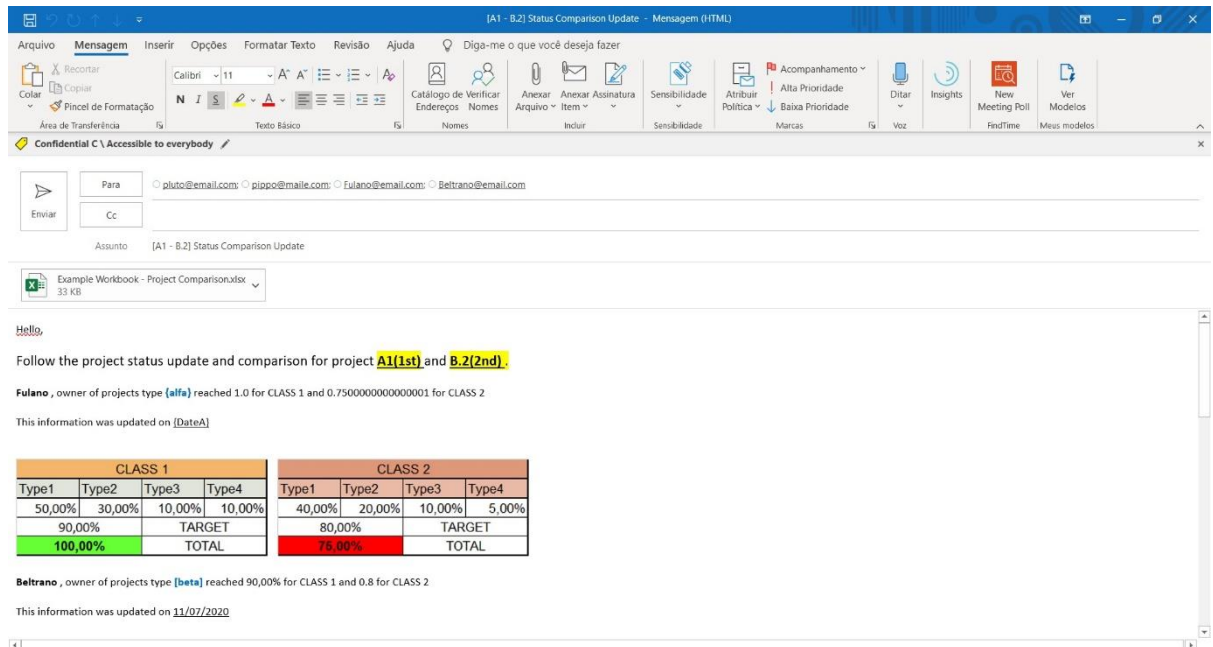 [A1 - B.2] Status Comparison Update - Mensagem (HTML)
Arquivo Mensagem Inserir Opções Formatar Texto Revisão Ajuda Diga-me o que você deseja fazer
Colar
Recortar
Copiar
Pincel de Formatação
Área de Transferência
Calibri 11
N I S
Texto Básico
Catálogo de Endereços
Verificar Nomes
Nomes
Anexar Arquivo
Anexar Item
Assinatura
Incluir
Sensibilidade
Sensibilidade
Atribuir Política
Acompanhamento
Alta Prioridade
Baixa Prioridade
Marcas
Ditar
Voz
Insights
New Meeting Poll
FindTime
Ver Modelos
Meus modelos
Confidential C \ Accessible to everybody
Enviar
Para pluto@email.com; pippo@maile.com; Fulano@email.com; Beltrano@email.com
Cc
Assunto [A1 - B.2] Status Comparison Update
Example Workbook - Project Comparison.xlsx
33 KB
Hello,
Follow the project status update and comparison for project A1(1st) and B.2(2nd) .
Fulano , owner of projects type {alfa} reached 1.0 for CLASS 1 and 0.7500000000000001 for CLASS 2
This information was updated on {DateA}
CLASS 1 CLASS 2
Type1 Type2 Type3 Type4 Type1 Type2 Type3 Type4
50,00% 30,00% 10,00% 10,00% 40,00% 20,00% 10,00% 5,00%
90,00% TARGET 80,00% TARGET
100,00% TOTAL 75,00% TOTAL
Beltrano , owner of projects type [beta] reached 90,00% for CLASS 1 and 0.8 for CLASS 2
This information was updated on 11/07/2020